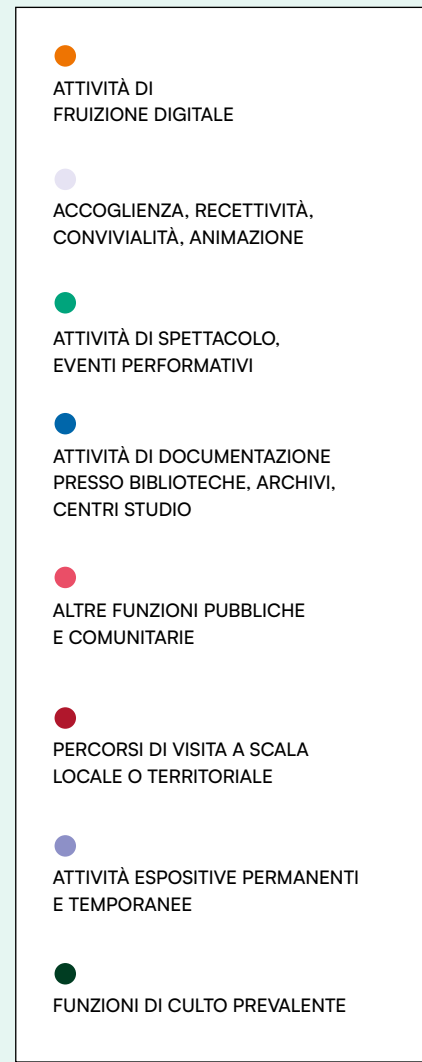 ATTIVITÀ DI
FRUIZIONE DIGITALE
ACCOGLIENZA, RECETTIVITÀ,
CONVIVIALITÀ, ANIMAZIONE
ATTIVITÀ DI SPETTACOLO,
EVENTI PERFORMATIVI
ATTIVITÀ DI DOCUMENTAZIONE
PRESSO BIBLIOTECHE, ARCHIVI,
CENTRI STUDIO
ALTRE FUNZIONI PUBBLICHE
E COMUNITARIE
PERCORSI DI VISITA A SCALA
LOCALE O TERRITORIALE
ATTIVITÀ ESPOSITIVE PERMANENTI
E TEMPORANEE
FUNZIONI DI CULTO PREVALENTE